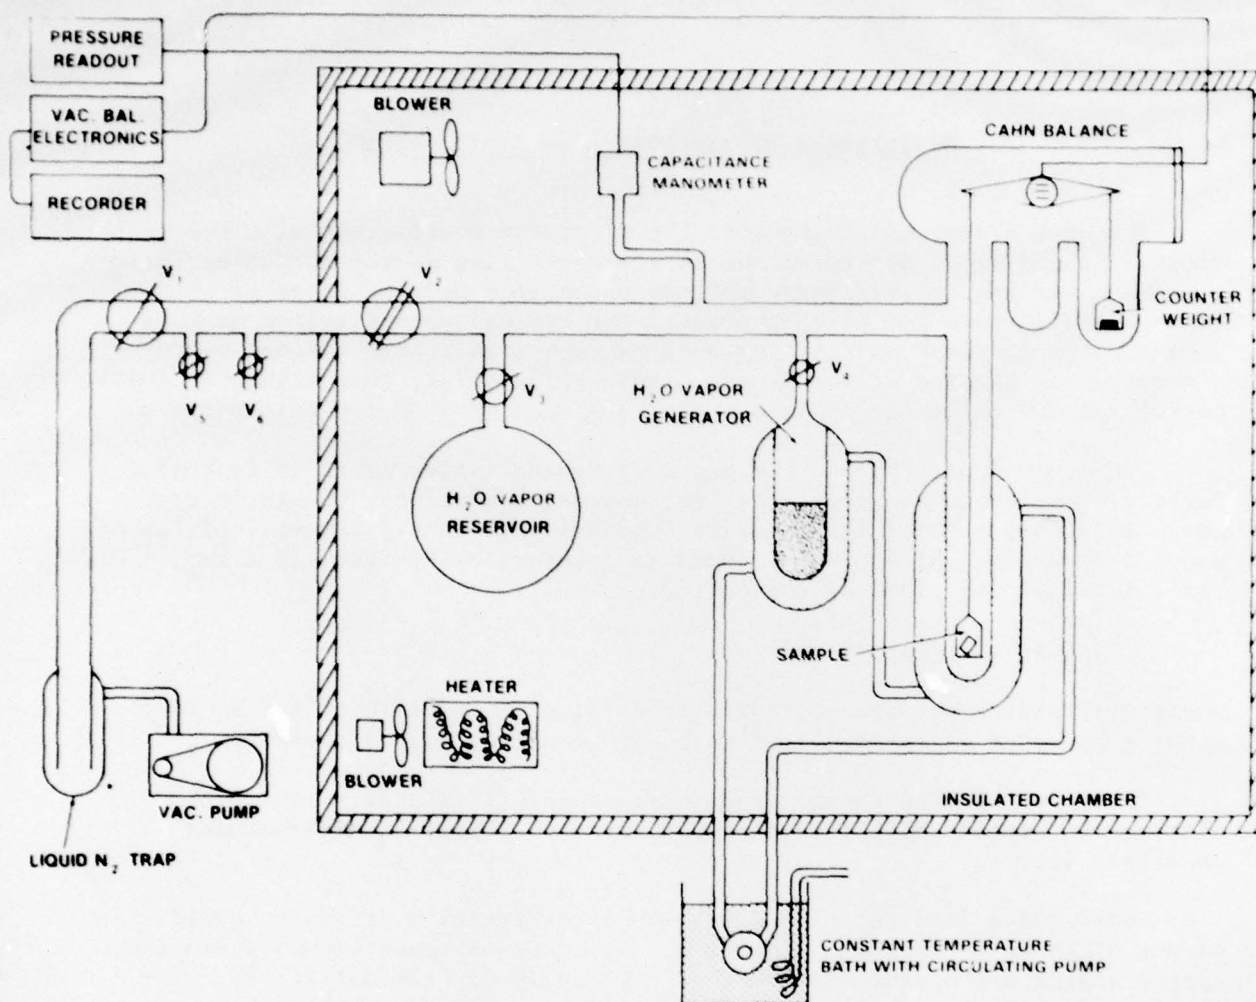 PRESSURE
READOUT
VAC. BAL.
ELECTRONICS
RECORDER
BLOWER
CAPACITANCE
MANOMETER
CAHN BALANCE
COUNTER
WEIGHT
V₁
V₂
V₅
V₆
V₃
V₄
H₂O VAPOR
GENERATOR
H₂O VAPOR
RESERVOIR
SAMPLE
HEATER
BLOWER
VAC. PUMP
INSULATED CHAMBER
LIQUID N₂ TRAP
CONSTANT TEMPERATURE
BATH WITH CIRCULATING PUMP